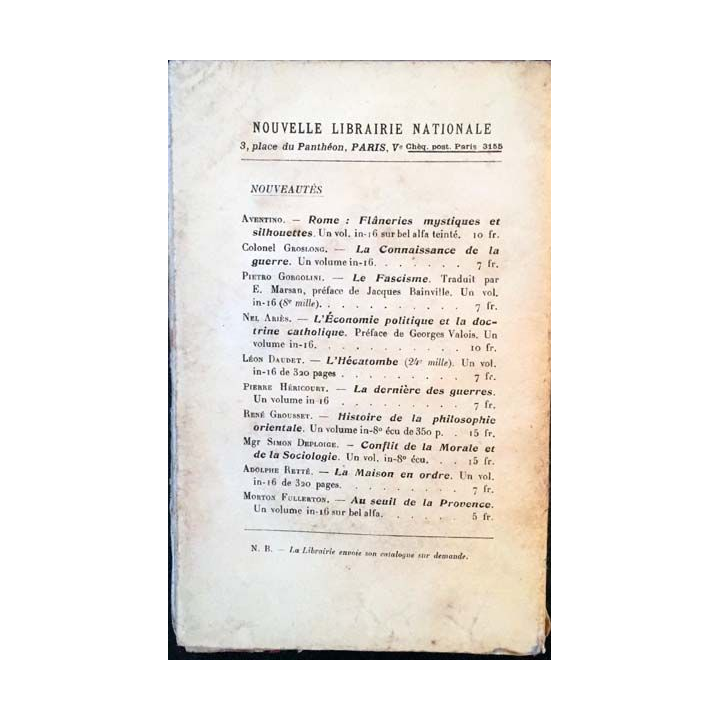 NOUVELLE LIBRAIRIE NATIONALE
3, place du Panthéon, PARIS, Ve Chèq. post. Paris 3155
NOUVEAUTÉS
AVENTINO. — Rome : Flâneries mystiques et
silhouettes. Un vol. in-16 sur bel alfa teinté. 10 fr.
Colonel GROSLONG. — La Connaissance de la
guerre. Un volume in-16. . . . . . . 7 fr.
PIETRO GORGOLINI. — Le Fascisme. Traduit par
E. Marsan, préface de Jacques Bainville. Un vol.
in-16 (8e mille). . . . . . . . . . 7 fr.
NEL ARIÈS. — L'Économie politique et la doc-
trine catholique. Préface de Georges Valois. Un
volume in-16. . . . . . . . . . 10 fr.
LÉON DAUDET. — L'Hécatombe (24e mille). Un vol.
in-16 de 320 pages . . . . . . . . 7 fr.
PIERRE HÉRICOURT. — La dernière des guerres.
Un volume in-16 . . . . . . . . . 7 fr.
RENÉ GROUSSET. — Histoire de la philosophie
orientale. Un volume in-8o écu de 350 p. . 15 fr.
Mgr SIMON DEPLOIGE. — Conflit de la Morale et
de la Sociologie. Un vol. in-8o écu. . . 15 fr.
ADOLPHE RETTÉ. — La Maison en ordre. Un vol.
in-16 de 320 pages. . . . . . . . 7 fr.
MORTON FULLERTON. — Au seuil de la Provence.
Un volume in-16 sur bel alfa. . . . . . 5 fr.
N. B. — La Librairie envoie son catalogue sur demande.